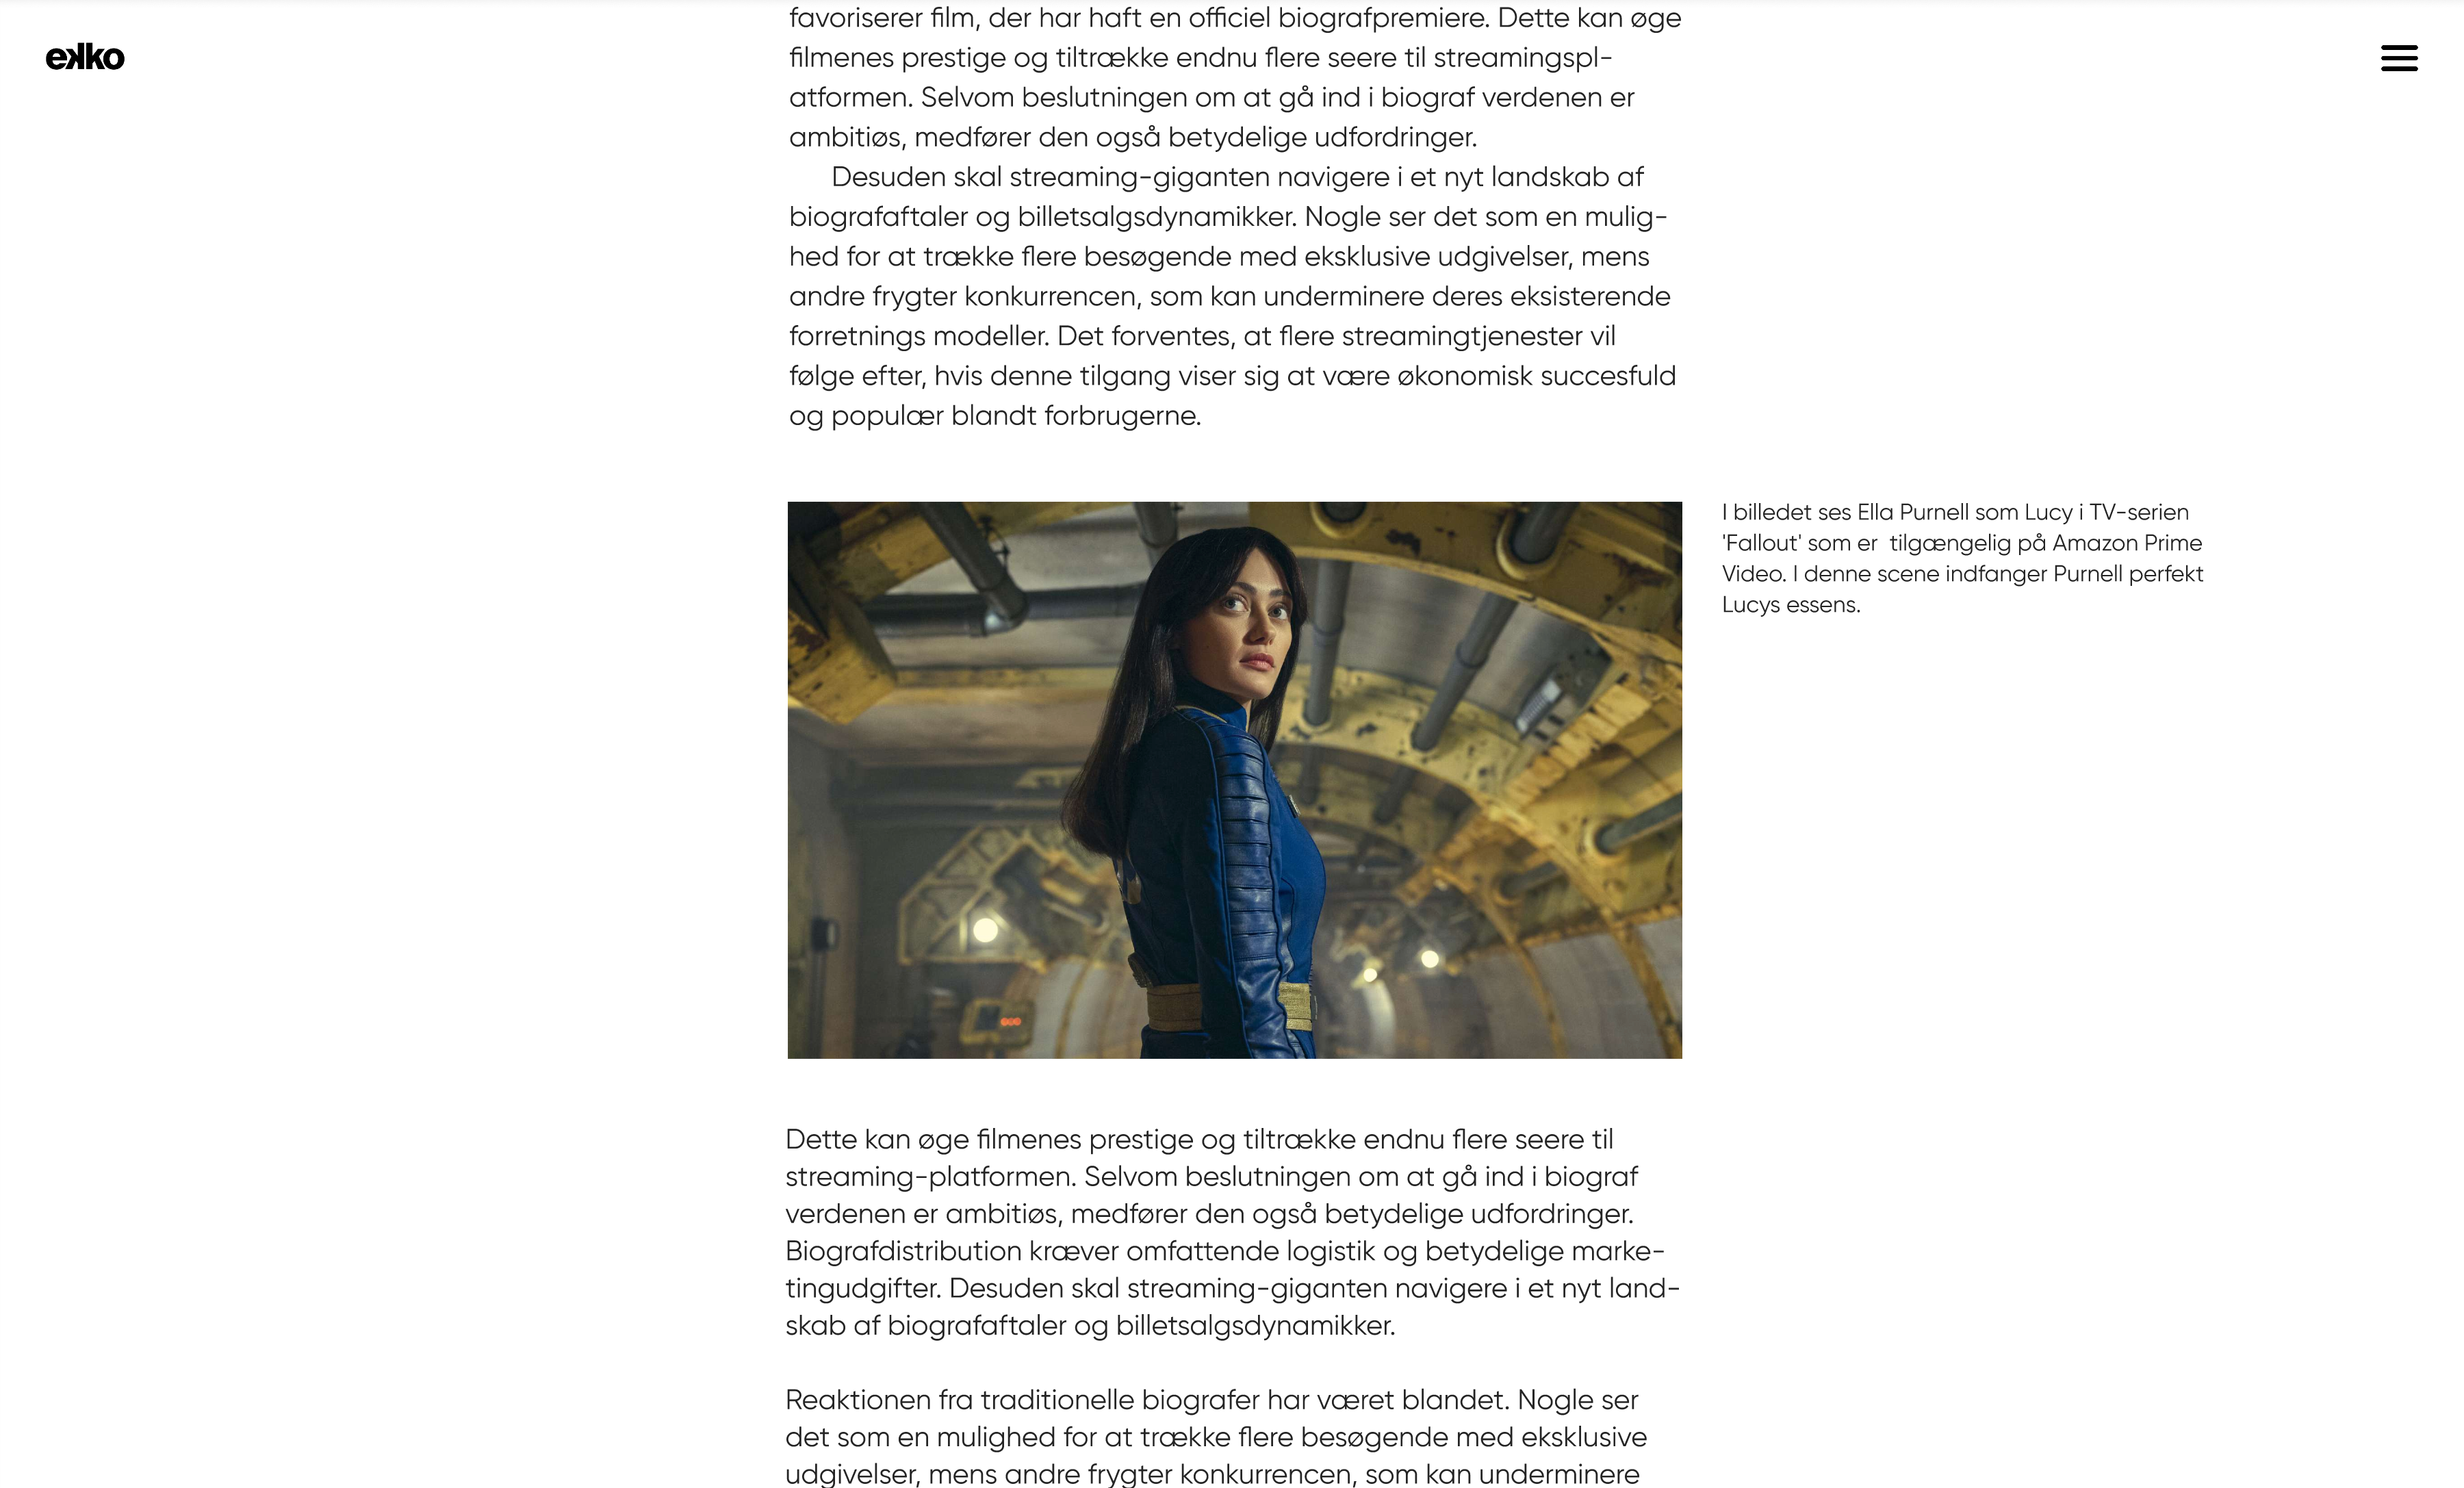 favoriserer film, der har haft en officiel biografpremiere. Dette kan øge
ekko
filmenes prestige og tiltrække endnu flere seere til streamingspl-
atformen. Selvom beslutningen om at gå ind i biograf verdenen er
ambitiøs, medfører den også betydelige udfordringer.
Desuden skal streaming-giganten navigere i et nyt landskab af
biografaftaler og billetsalgsdynamikker. Nogle ser det som en mulig-
hed for at trække flere besøgende med eksklusive udgivelser, mens
andre frygter konkurrencen, som kan underminere deres eksisterende
forretnings modeller. Det forventes, at flere streamingtjenester vil
følge efter, hvis denne tilgang viser sig at være økonomisk succesfuld
og populær blandt forbrugerne.
I billedet ses Ella Purnell som Lucy i TV-serien
'Fallout' som er  tilgængelig på Amazon Prime
Video. I denne scene indfanger Purnell perfekt
Lucys essens.
Dette kan øge filmenes prestige og tiltrække endnu flere seere til
streaming-platformen. Selvom beslutningen om at gå ind i biograf
verdenen er ambitiøs, medfører den også betydelige udfordringer.
Biografdistribution kræver omfattende logistik og betydelige marke-
tingudgifter. Desuden skal streaming-giganten navigere i et nyt land-
skab af biografaftaler og billetsalgsdynamikker.
Reaktionen fra traditionelle biografer har været blandet. Nogle ser
det som en mulighed for at trække flere besøgende med eksklusive
udgivelser, mens andre frygter konkurrencen, som kan underminere